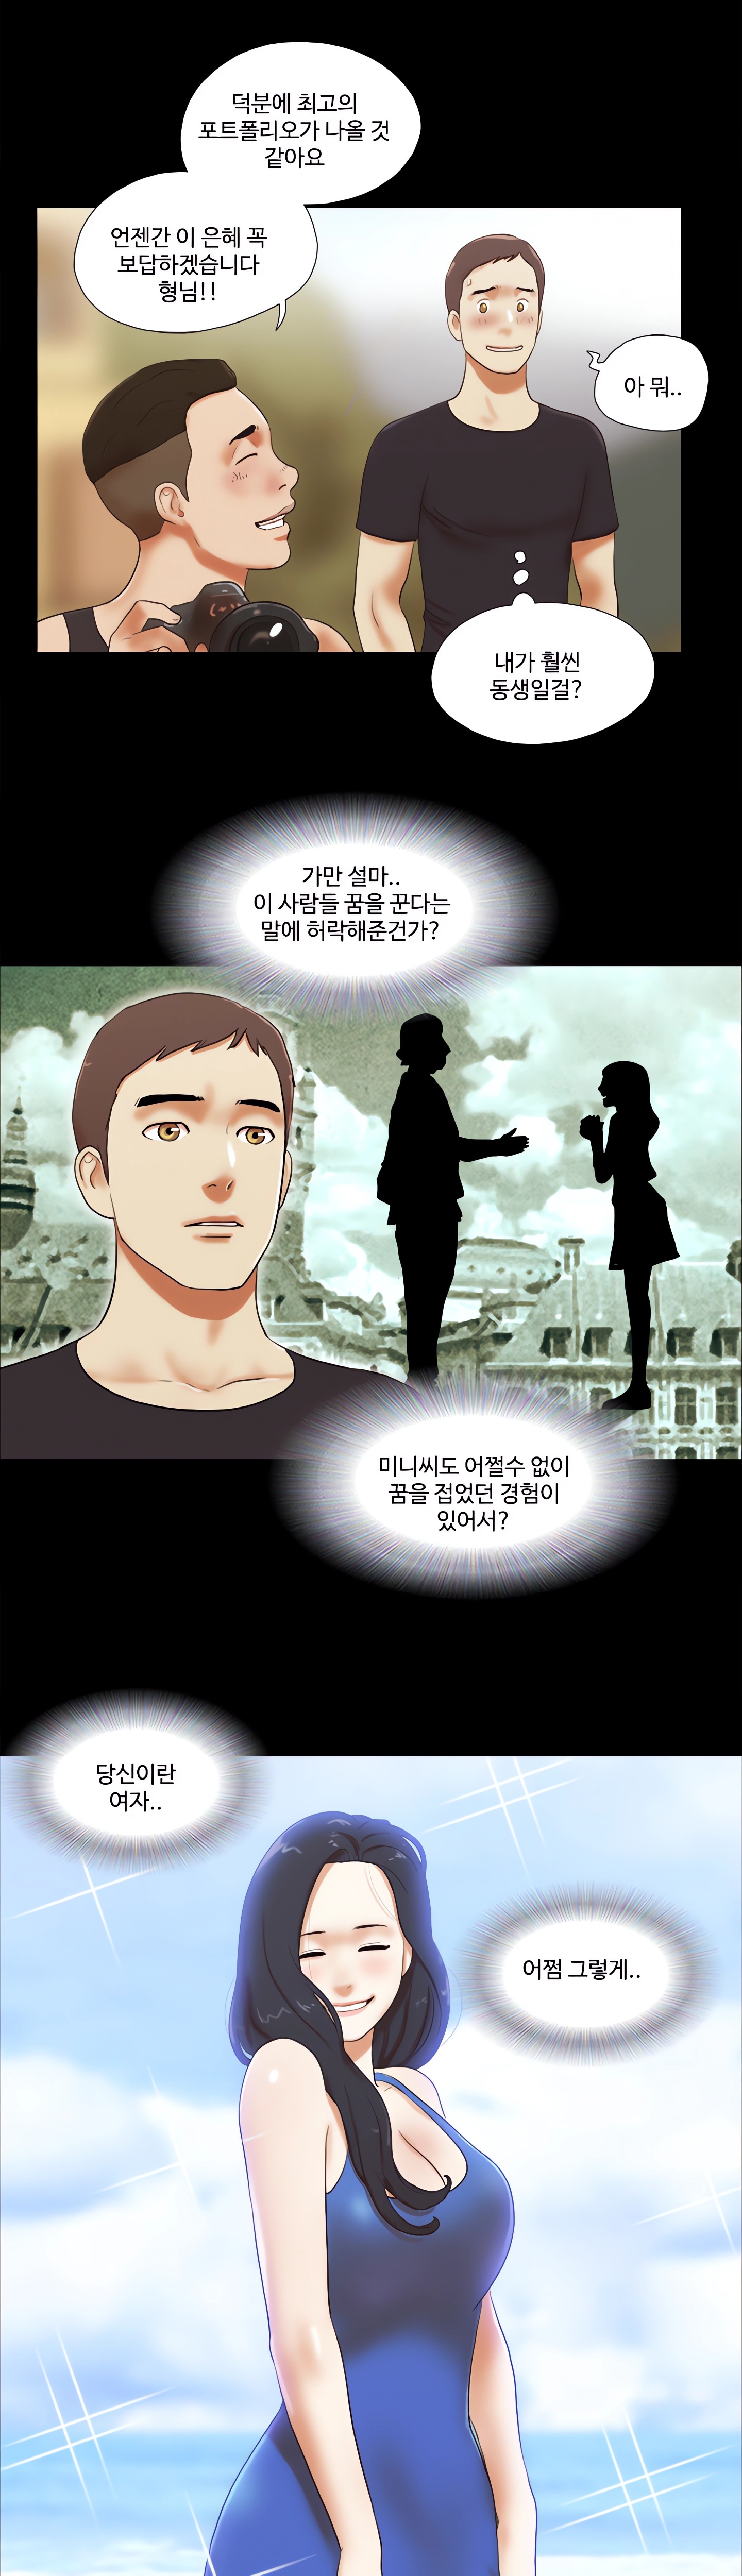 덕분에 최고의
포트폴리오가 나올 것
같아요
언젠간 이 은혜 꼭
보답하겠습니다
형님!!
아 뭐..
내가 훨씬
동생일걸?
가만 설마..
이 사람들 꿈을 꾼다는
말에 허락해준건가?
미니씨도 어쩔수 없이
꿈을 접었던 경험이
있어서?
당신이란
여자..
어쩜 그렇게..